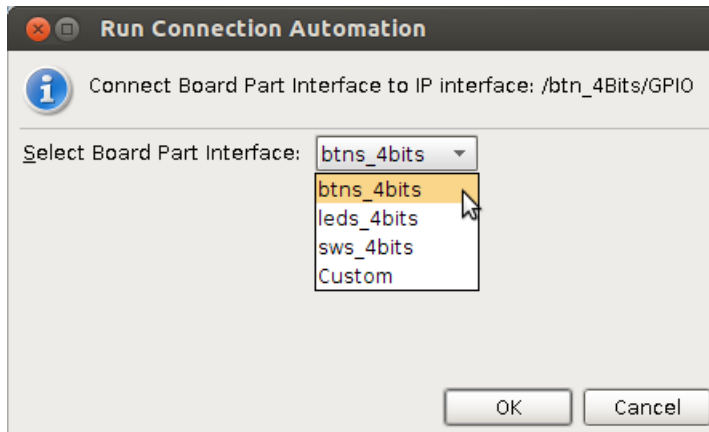 Run Connection Automation
Connect Board Part Interface to IP interface: /btn_4Bits/GPIO
Select Board Part Interface: btns_4bits
btns_4bits
leds_4bits
sws_4bits
Custom
OK Cancel